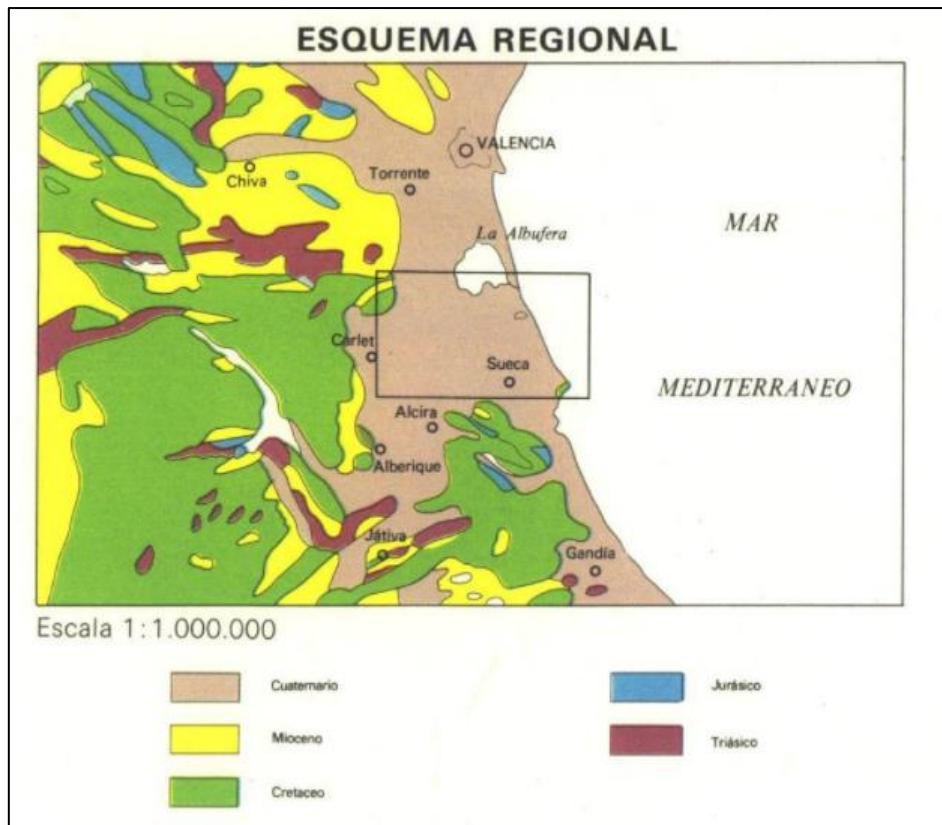 ESQUEMA REGIONAL
VALENCIA
Chiva
Torrente
La Albufera
MAR
Carlet
Sueca
MEDITERRANEO
Alcira
Alberique
Játiva
Gandía
Escala 1:1.000.000
Cuaternario
Jurásico
Mioceno
Triásico
Cretaceo